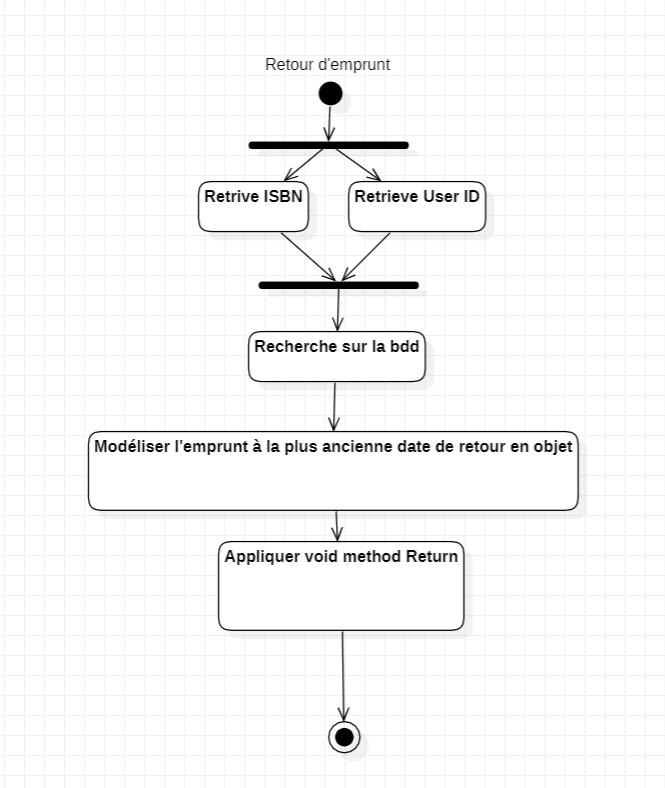 Retour d'emprunt
Retrive ISBN
Retrieve User ID
Recherche sur la bdd
Modéliser l'emprunt à la plus ancienne date de retour en objet
Appliquer void method Return